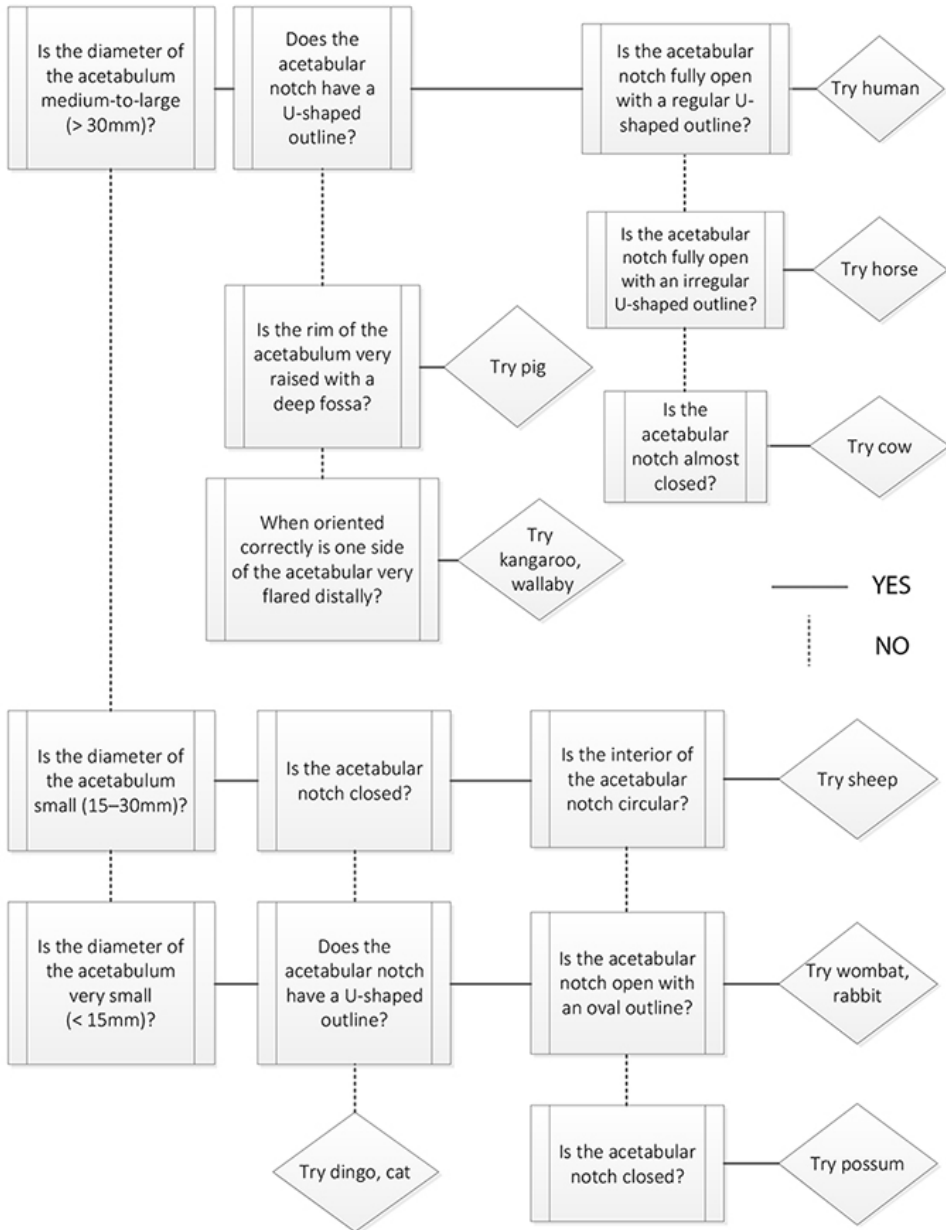 Is the diameter of
the acetabulum
medium-to-large
(> 30mm)?
Does the
acetabular
notch have a
U-shaped
outline?
Is the acetabular
notch fully open
with a regular U-
shaped outline?
Try human
Is the acetabular
notch fully open
with an irregular
U-shaped outline?
Try horse
Is the rim of the
acetabulum very
raised with a
deep fossa?
Try pig
Is the
acetabular
notch almost
closed?
Try cow
When oriented
correctly is one side
of the acetabular very
flared distally?
Try
kangaroo,
wallaby
YES
NO
Is the diameter of
the acetabulum
small (15–30mm)?
Is the acetabular
notch closed?
Is the interior of
the acetabular
notch circular?
Try sheep
Is the diameter of
the acetabulum
very small
(< 15mm)?
Does the
acetabular notch
have a U-shaped
outline?
Is the acetabular
notch open with
an oval outline?
Try wombat,
rabbit
Try dingo, cat
Is the acetabular
notch closed?
Try possum